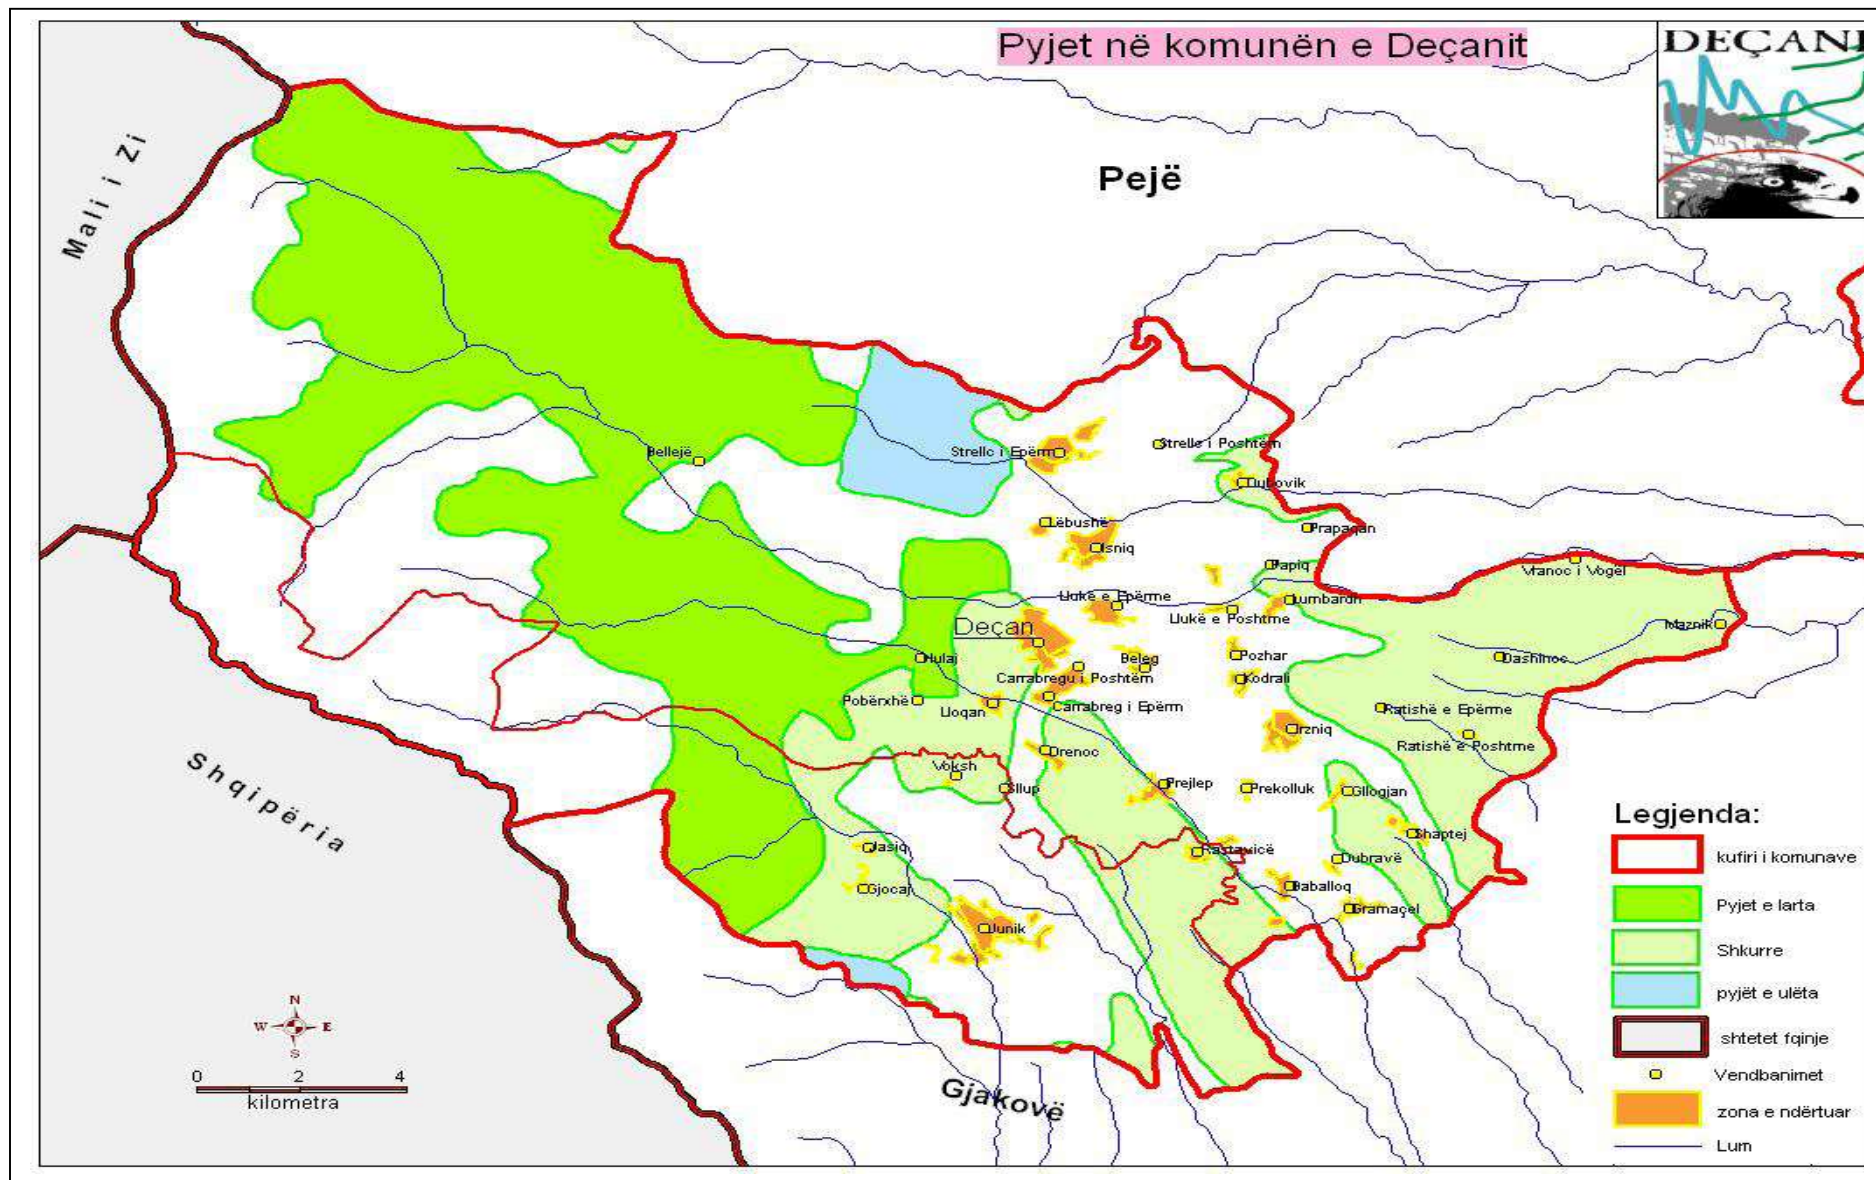 Pyjet në komunën e Deçanit
DEÇANI
Mali i Zi
Pejë
Bellejë
Strellc i Epërm
Strellc i Poshtëm
Dubovik
Prapaqan
Lëbushë
Isniq
Papiq
Vranoc i Vogël
Llukë e Epërme
Lumbardh
Llukë e Poshtme
Maznik
Deçan
Hulaj
Beleg
Pozhar
Dashinoc
Carrabregu i Poshtëm
Kodrali
Pobërxhë
Lloqan
Carrabreg i Epërm
Ratishë e Epërme
Irzniq
Ratishë e Poshtme
Drenoc
Voksh
Sllup
Prejlep
Prekolluk
Gllogjan
Shaptej
Jasiq
Rastavicë
Dubravë
Gjocaj
Baballoq
Gramaçel
Junik
Shqipëria
Gjakovë
N
W
E
S
0 2 4
kilometra
Legjenda:
kufiri i komunave
Pyjet e larta
Shkurre
pyjët e ulëta
shtetet fqinje
Vendbanimet
zona e ndërtuar
Lum